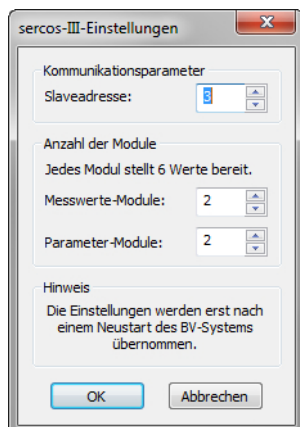 sercos-III-Einstellungen
Kommunikationsparameter
Slaveadresse: 3
Anzahl der Module
Jedes Modul stellt 6 Werte bereit.
Messwerte-Module: 2
Parameter-Module: 2
Hinweis
Die Einstellungen werden erst nach
einem Neustart des BV-Systems
übernommen.
OK Abbrechen